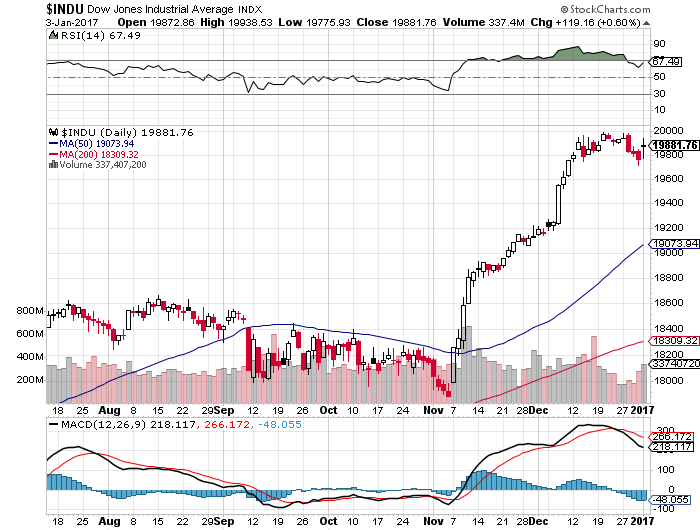 $INDU Dow Jones Industrial Average INDX
© StockCharts.com
3-Jan-2017 Open 19872.86 High 19938.53 Low 19775.93 Close 19881.76 Volume 337.4M Chg +119.16 (+0.60%)
RSI(14) 67.49
90
67.49
50
30
10
$INDU (Daily) 19881.76
MA(50) 19073.94
MA(200) 18309.32
Volume 337,407,200
20000
19881.76
19800
19600
19400
19200
19073.94
19000
18800
18600
18400
18309.32
18200
33740720
18000
800M
600M
400M
200M
18 25 Aug 8 15 22 29 Sep 12 19 26 Oct 10 17 24 Nov 7 14 21 28 Dec 12 19 27 2017
MACD(12,26,9) 218.117, 266.172, -48.055
300
266.172
218.117
100
0
-48.055
-100
18 25 Aug 8 15 22 29 Sep 12 19 26 Oct 10 17 24 Nov 7 14 21 28 Dec 12 19 27 2017